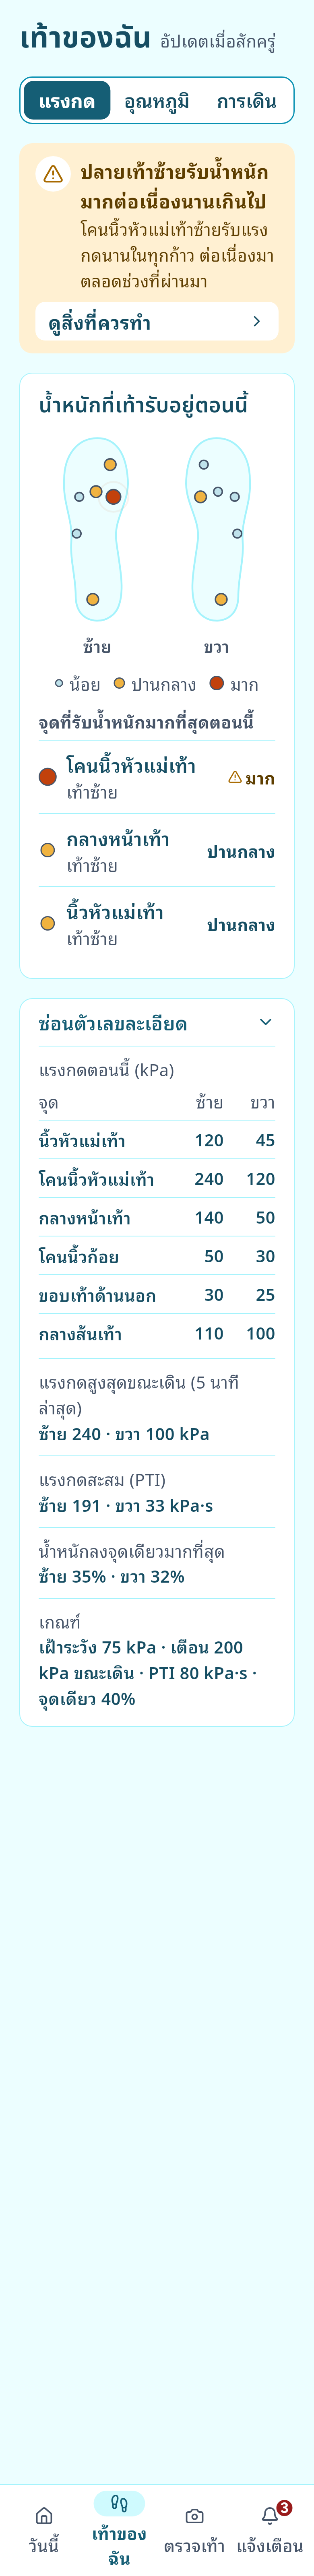 เท้าของฉัน อัปเดตเมื่อสักครู่
แรงกด อุณหภูมิ การเดิน
ปลายเท้าซ้ายรับน้ำหนัก
มากต่อเนื่องนานเกินไป
โคนนิ้วหัวแม่เท้าซ้ายรับแรง
กดนานในทุกก้าว ต่อเนื่องมา
ตลอดช่วงที่ผ่านมา
ดูสิ่งที่ควรทำ
น้ำหนักที่เท้ารับอยู่ตอนนี้
ซ้าย ขวา
น้อย ปานกลาง มาก
จุดที่รับน้ำหนักมากที่สุดตอนนี้
โคนนิ้วหัวแม่เท้า
เท้าซ้าย
มาก
กลางหน้าเท้า
เท้าซ้าย
ปานกลาง
นิ้วหัวแม่เท้า
เท้าซ้าย
ปานกลาง
ซ่อนตัวเลขละเอียด
แรงกดตอนนี้ (kPa)
จุด ซ้าย ขวา
นิ้วหัวแม่เท้า 120 45
โคนนิ้วหัวแม่เท้า 240 120
กลางหน้าเท้า 140 50
โคนนิ้วก้อย 50 30
ขอบเท้าด้านนอก 30 25
กลางส้นเท้า 110 100
แรงกดสูงสุดขณะเดิน (5 นาที
ล่าสุด)
ซ้าย 240 · ขวา 100 kPa
แรงกดสะสม (PTI)
ซ้าย 191 · ขวา 33 kPa·s
น้ำหนักลงจุดเดียวมากที่สุด
ซ้าย 35% · ขวา 32%
เกณฑ์
เฝ้าระวัง 75 kPa · เตือน 200
kPa ขณะเดิน · PTI 80 kPa·s ·
จุดเดียว 40%
วันนี้
เท้าของ
ฉัน
ตรวจเท้า
3
แจ้งเตือน